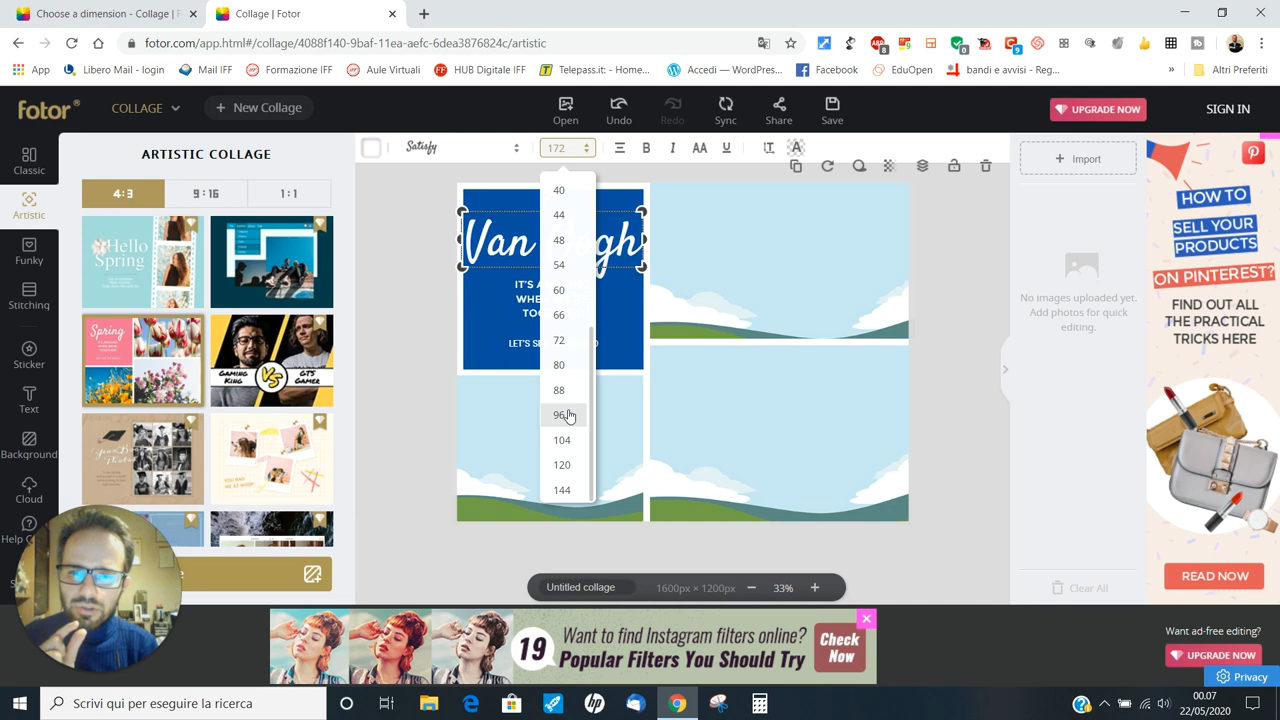 Choose a dimension - Collage | F
Collage | Fotor
fotor.com/app.html#/collage/4088f140-9baf-11ea-aefc-6dea3876824c/artistic
App
Libero Mail - login
Mail IFF
Formazione IFF
Aule Virtuali
HUB Digitale IFF
Telepass.it: - Home...
Accedi — WordPres...
Facebook
EduOpen
bandi e avvisi - Reg...
»
Altri Preferiti
fotor®
COLLAGE
+ New Collage
Open
Undo
Redo
Sync
Share
Save
UPGRADE NOW
SIGN IN
Classic
Artistic
Funky
Stitching
Sticker
Text
Background
Cloud
Help C
ARTISTIC COLLAGE
4:3
9:16
1:1
Hello
Spring
Spring
GAMING
KING
VS
GTS
GAMER
Satisfy
172
B
I
AA
U
A
40
44
48
54
60
66
72
80
88
96
104
120
144
Van Gogh
IT'S A
WHE
TO
LET'S S
Untitled collage
1600px × 1200px
33%
+ Import
No images uploaded yet.
Add photos for quick
editing.
Clear All
HOW TO
SELL YOUR
PRODUCTS
ON PINTEREST?
FIND OUT ALL
THE PRACTICAL
TRICKS HERE
READ NOW
19
Want to find Instagram filters online?
Popular Filters You Should Try
Check
Now
Want ad-free editing?
UPGRADE NOW
Privacy
Scrivi qui per eseguire la ricerca
00.07
22/05/2020